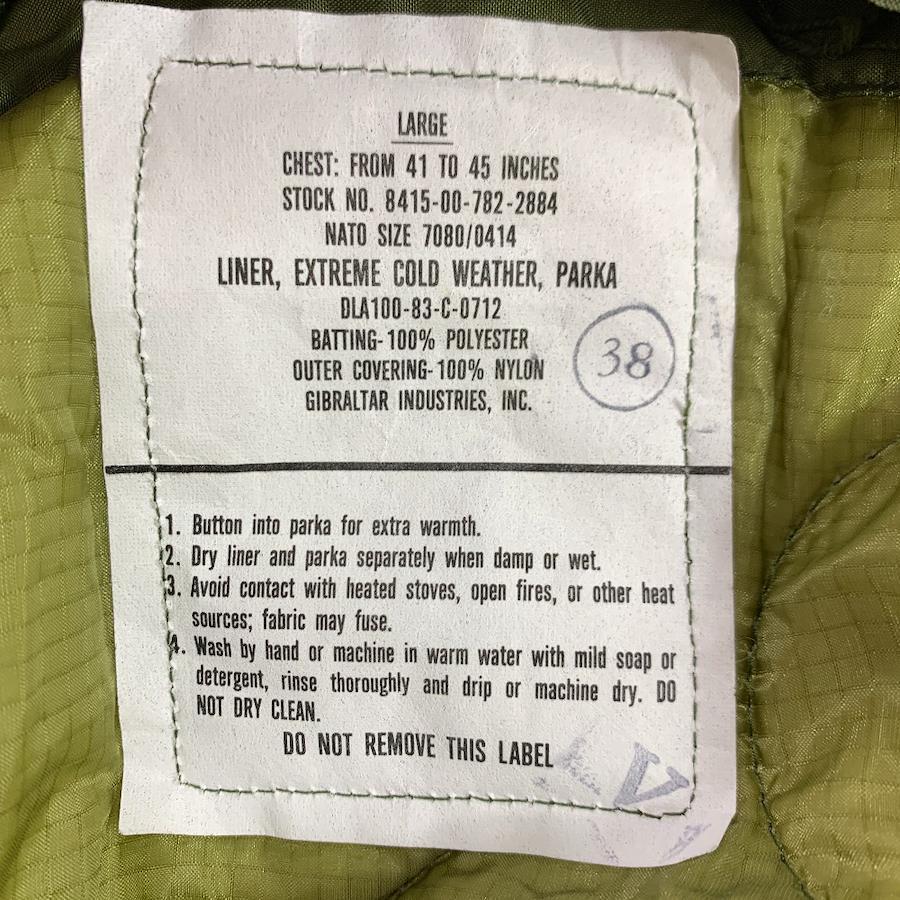 LARGE
CHEST: FROM 41 TO 45 INCHES
STOCK NO. 8415-00-782-2884
NATO SIZE 7080/0414
LINER, EXTREME COLD WEATHER, PARKA
DLA100-83-C-0712
BATTING-100% POLYESTER
OUTER COVERING-100% NYLON
GIBRALTAR INDUSTRIES, INC.
38
1. Button into parka for extra warmth.
2. Dry liner and parka separately when damp or wet.
3. Avoid contact with heated stoves, open fires, or other heat
sources; fabric may fuse.
4. Wash by hand or machine in warm water with mild soap or
detergent, rinse thoroughly and drip or machine dry. DO
NOT DRY CLEAN.
DO NOT REMOVE THIS LABEL
V